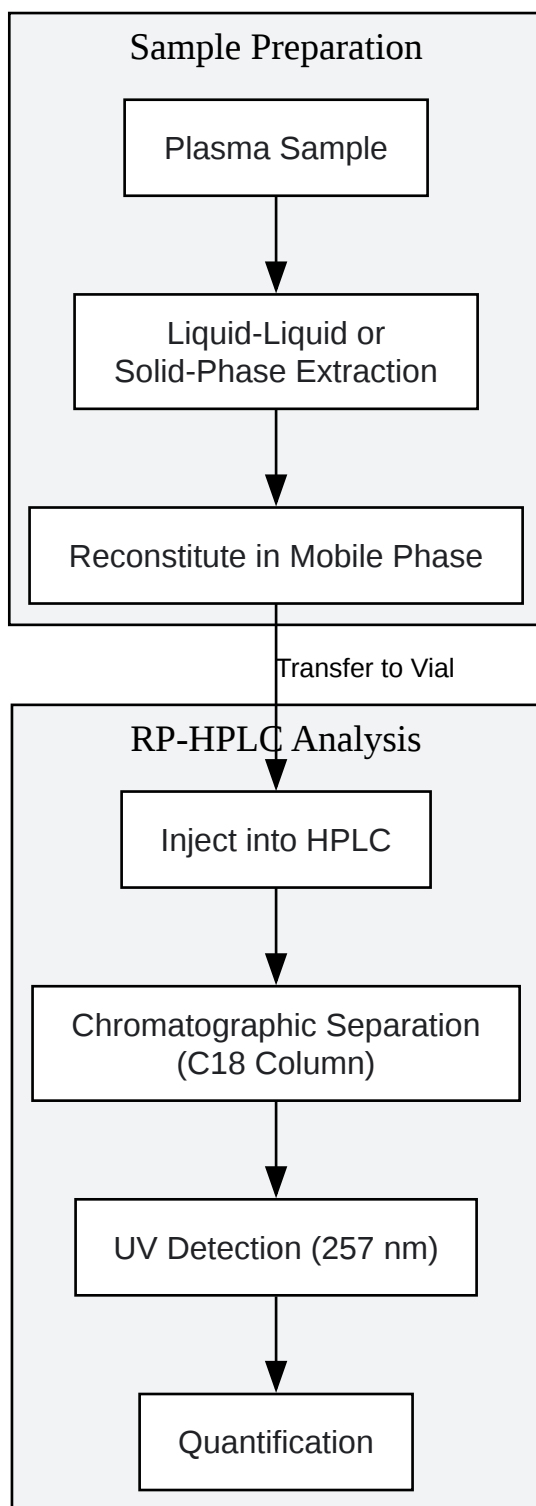 Sample Preparation
Plasma Sample
Liquid-Liquid or
Solid-Phase Extraction
Reconstitute in Mobile Phase
Transfer to Vial
RP-HPLC Analysis
Inject into HPLC
Chromatographic Separation
(C18 Column)
UV Detection (257 nm)
Quantification